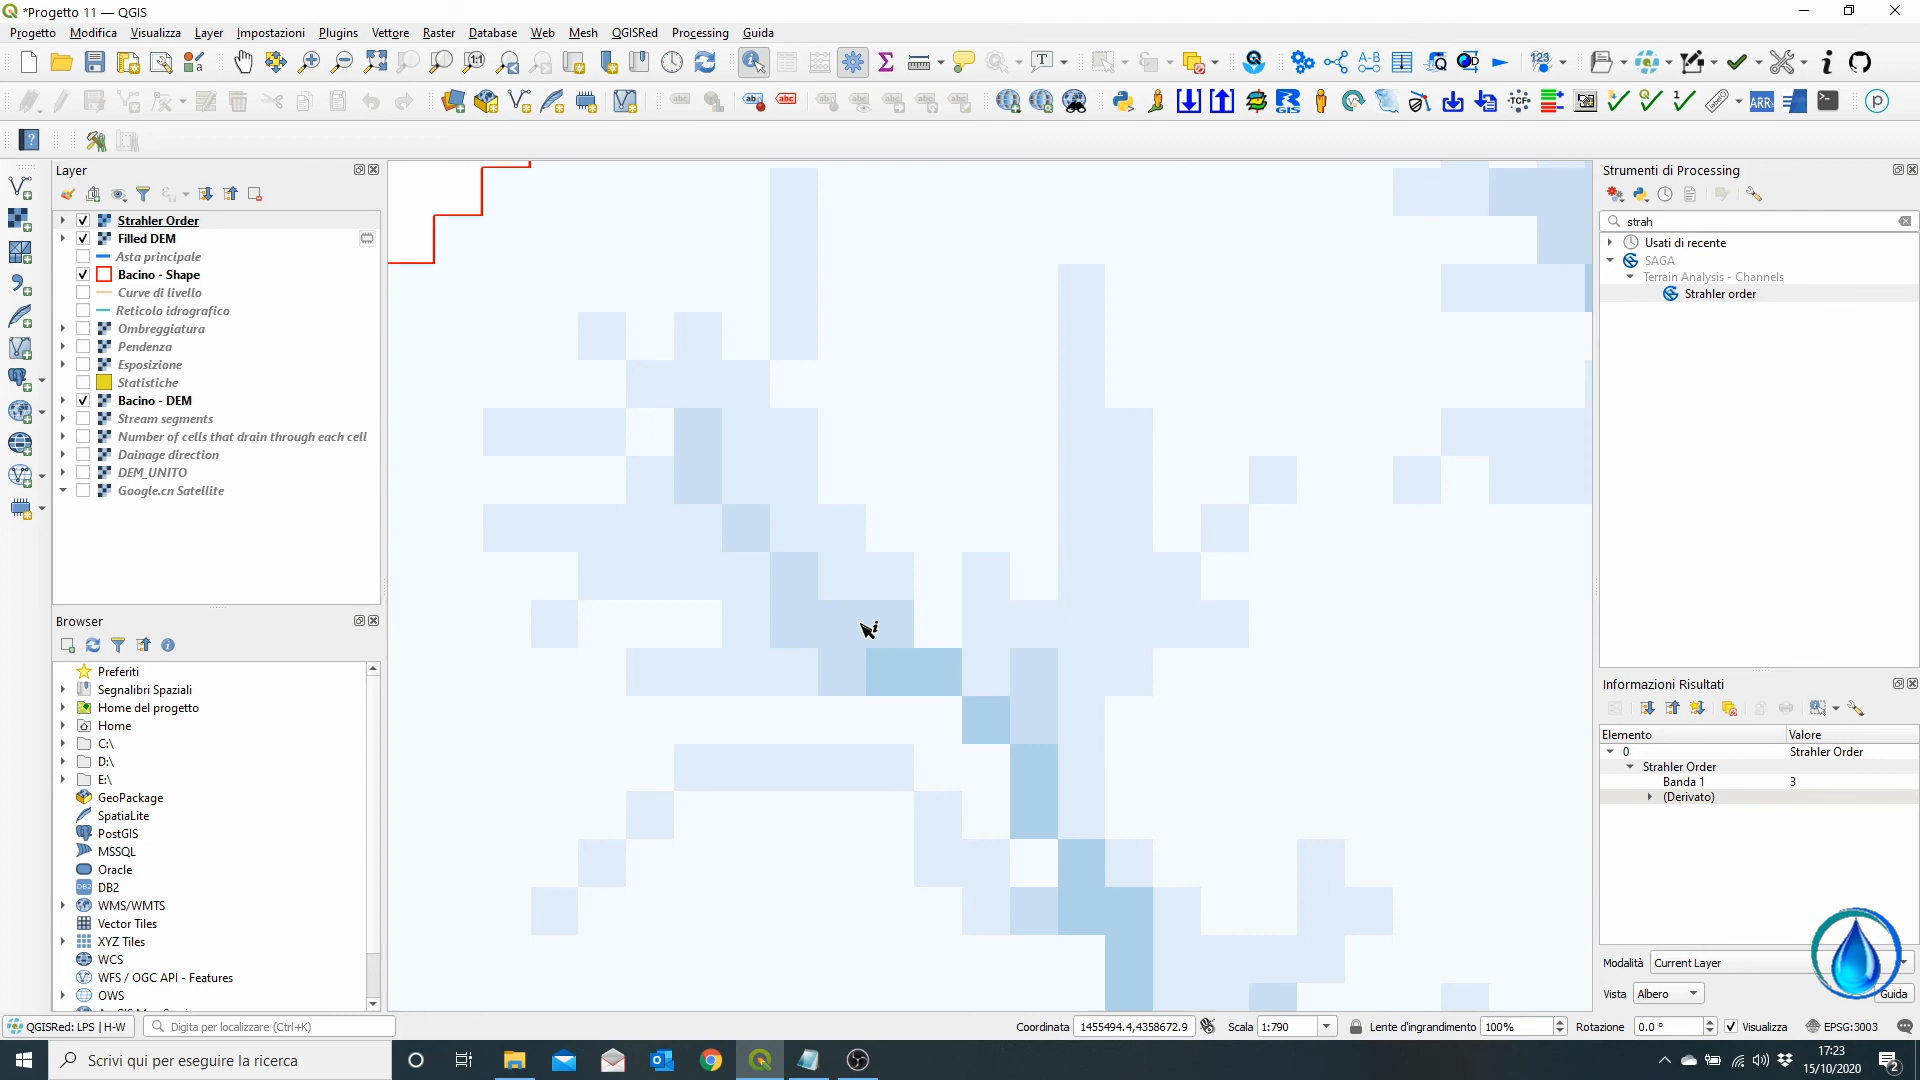 *Progetto 11 — QGIS
Progetto Modifica Visualizza Layer Impostazioni Plugins Vettore Raster Database Web Mesh QGISRed Processing Guida
Layer
Strahler Order
Filled DEM
Asta principale
Bacino - Shape
Curve di livello
Reticolo idrografico
Ombreggiatura
Pendenza
Esposizione
Statistiche
Bacino - DEM
Stream segments
Number of cells that drain through each cell
Dainage direction
DEM_UNITO
Google.cn Satellite
Browser
Preferiti
Segnalibri Spaziali
Home del progetto
Home
C:\
D:\
E:\
GeoPackage
SpatiaLite
PostGIS
MSSQL
Oracle
DB2
WMS/WMTS
Vector Tiles
XYZ Tiles
WCS
WFS / OGC API - Features
OWS
Strumenti di Processing
strah
Usati di recente
SAGA
Terrain Analysis - Channels
Strahler order
Informazioni Risultati
Elemento Valore
0 Strahler Order
Strahler Order
Banda 1 3
(Derivato)
Modalità Current Layer
Vista Albero Guida
QGISRed: LPS | H-W Digita per localizzare (Ctrl+K) Coordinata 1455494.4,4358672.9 Scala 1:790 Lente d'ingrandimento 100% Rotazione 0.0 ° Visualizza EPSG:3003
Scrivi qui per eseguire la ricerca
17:23
15/10/2020
2